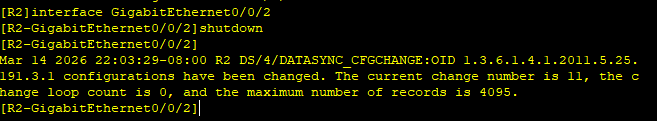 [R2]interface GigabitEthernet0/0/2
[R2-GigabitEthernet0/0/2]shutdown
[R2-GigabitEthernet0/0/2]
Mar 14 2026 22:03:29-08:00 R2 DS/4/DATASYNC_CFGCHANGE:OID 1.3.6.1.4.1.2011.5.25.
191.3.1 configurations have been changed. The current change number is 11, the c
hange loop count is 0, and the maximum number of records is 4095.
[R2-GigabitEthernet0/0/2]